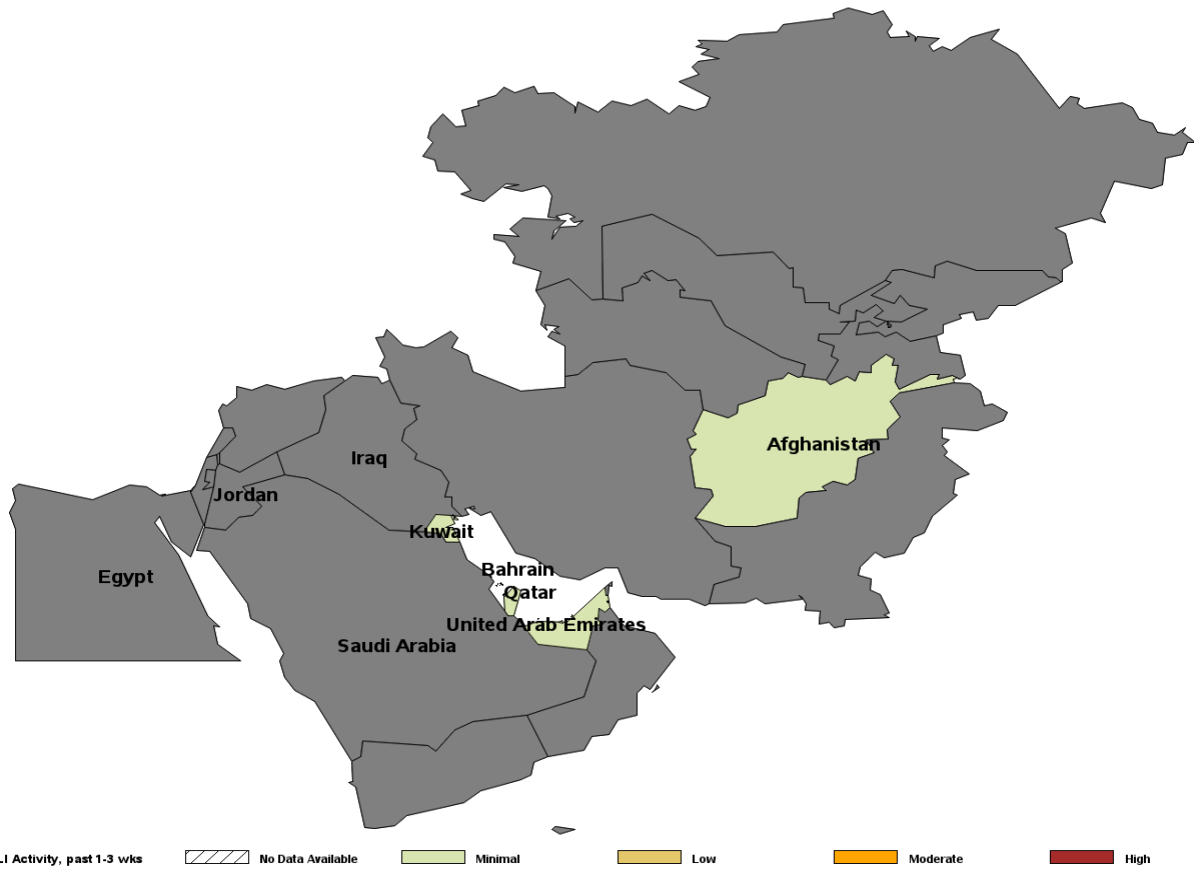 Afghanistan
Iraq
Jordan
Kuwait
Bahrain
Egypt
Qatar
United Arab Emirates
Saudi Arabia
LI Activity, past 1-3 wks No Data Available Minimal Low Moderate High